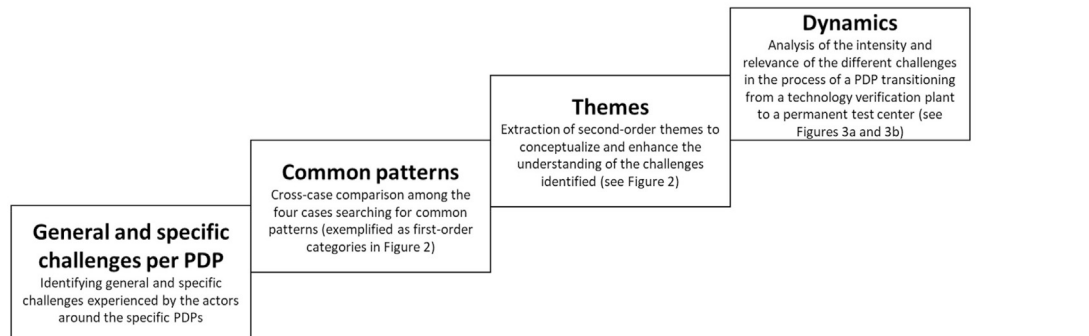 Dynamics
Analysis of the intensity and
relevance of the different challenges
in the process of a PDP transitioning
from a technology verification plant
to a permanent test center (see
Figures 3a and 3b)
Themes
Extraction of second-order themes to
conceptualize and enhance the
understanding of the challenges
identified (see Figure 2)
Common patterns
Cross-case comparison among the
four cases searching for common
patterns (exemplified as first-order
categories in Figure 2)
General and specific
challenges per PDP
Identifying general and specific
challenges experienced by the actors
around the specific PDPs